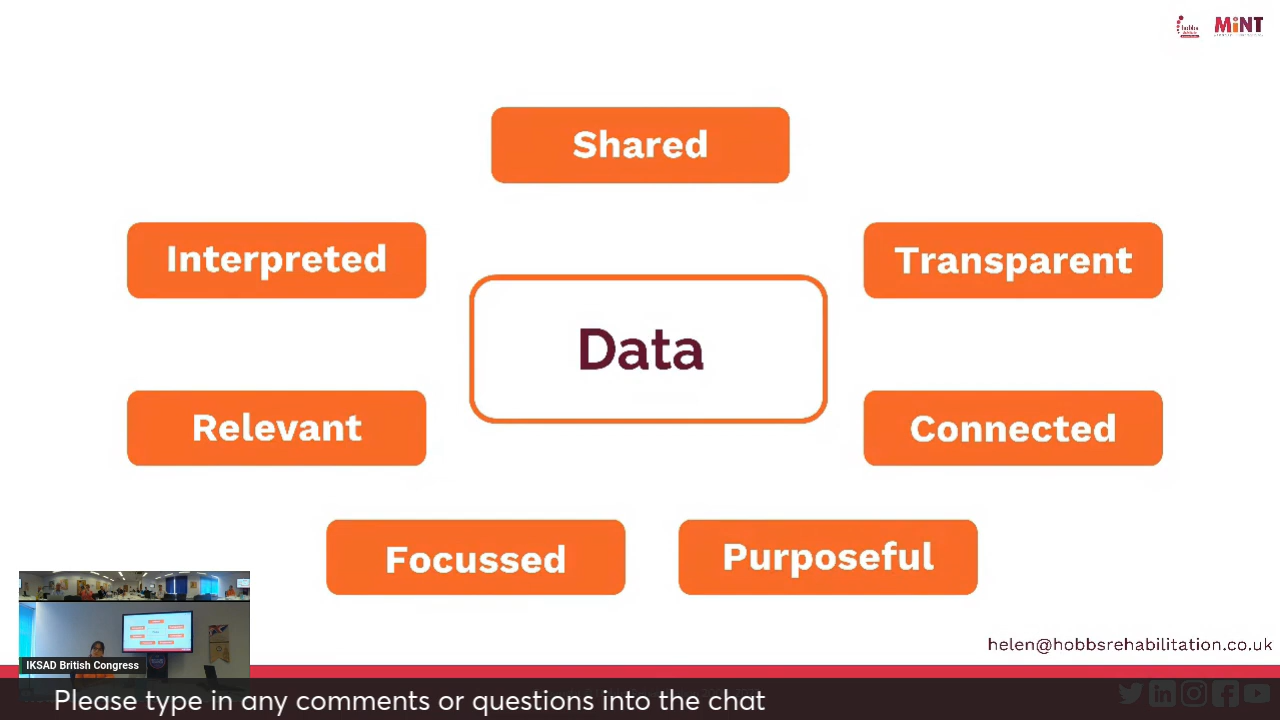 hobbs
MiNT
Shared
Interpreted
Transparent
Data
Relevant
Connected
Focussed
Purposeful
helen@hobbsrehabilitation.co.uk
IKSAD British Congress
Please type in any comments or questions into the chat